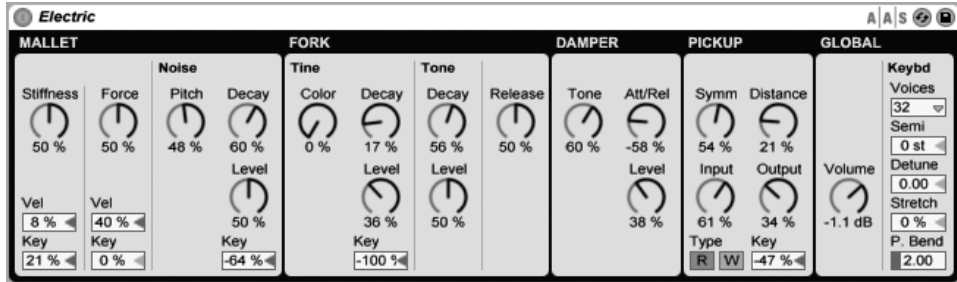 Electric
A|A|S
MALLET FORK DAMPER PICKUP GLOBAL
Noise Tine Tone Keybd
Stiffness Force Pitch Decay Color Decay Decay Release Tone Att/Rel Symm Distance Voices
50 % 50 % 48 % 60 % 0 % 17 % 56 % 50 % 60 % -58 % 54 % 21 % 32
Semi
0 st
Level Level Level Level Input Output Volume Detune
50 % 36 % 50 % 38 % 61 % 34 % -1.1 dB 0.00
Vel Vel Stretch
8 % 40 % 0 %
Key Key Key Key Type Key P. Bend
21 % 0 % -64 % -100 % R W -47 % 2.00